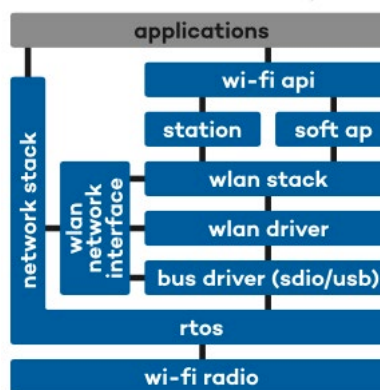 applications
wi-fi api
station
soft ap
network stack
wlan
network
interface
wlan stack
wlan driver
bus driver (sdio/usb)
rtos
wi-fi radio